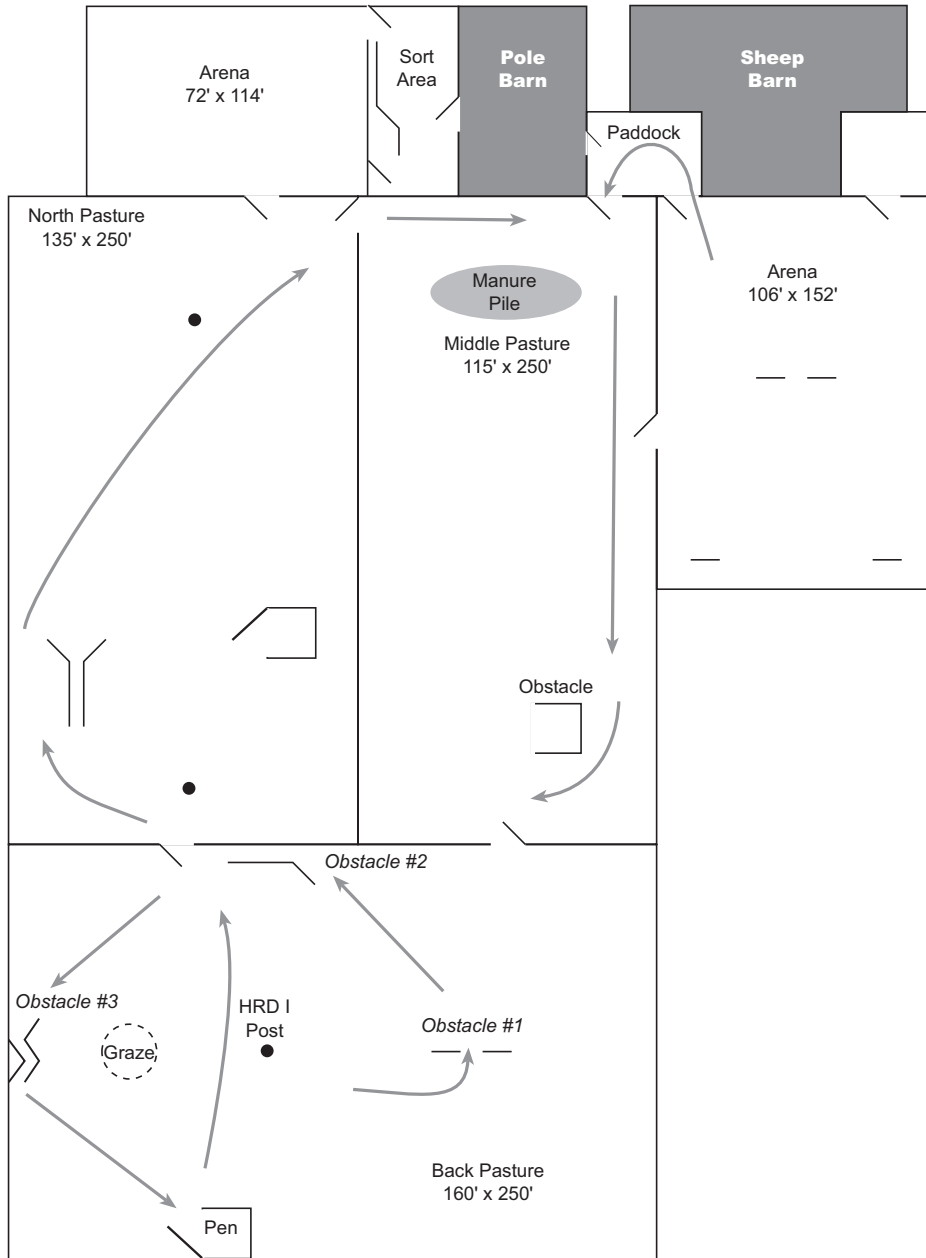 Arena
72' x 114'
Sort
Area
Pole
Barn
Sheep
Barn
Paddock
North Pasture
135' x 250'
Manure
Pile
Middle Pasture
115' x 250'
Arena
106' x 152'
Obstacle
Obstacle #2
Obstacle #3
Graze
HRD I
Post
Obstacle #1
Back Pasture
160' x 250'
Pen